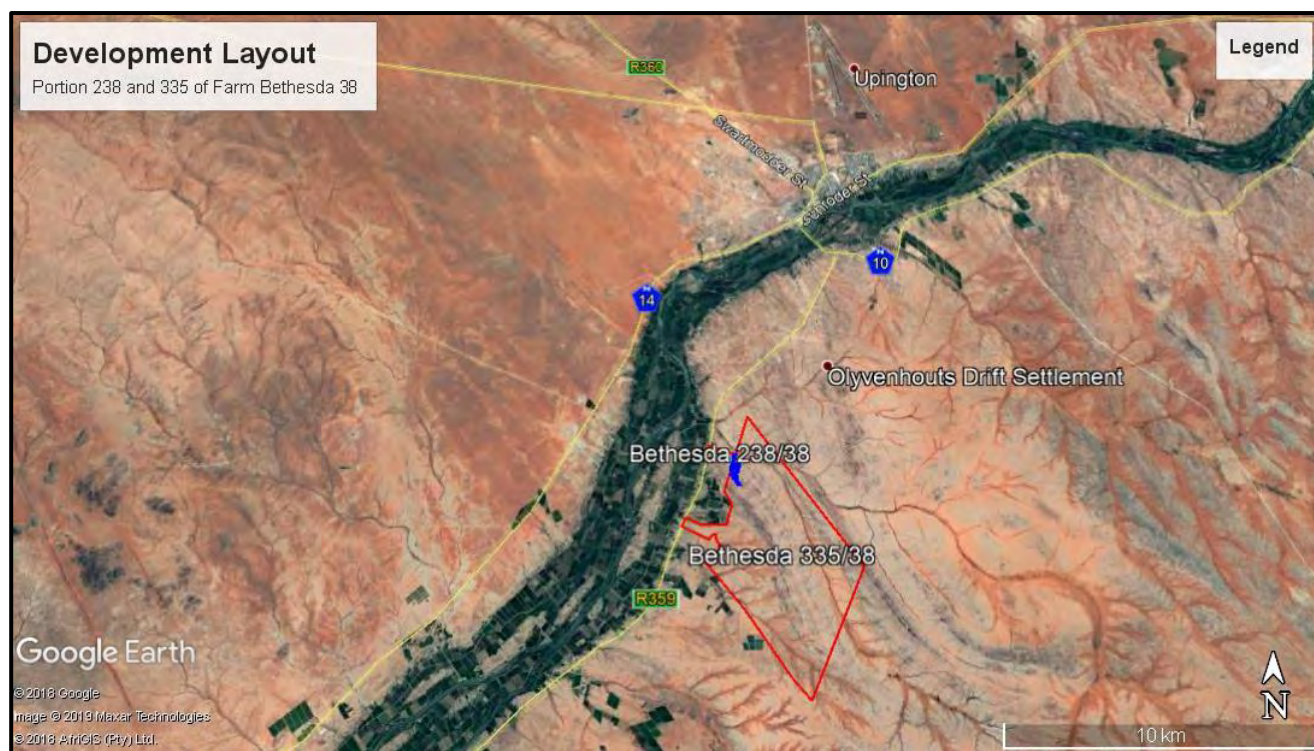 Development Layout
Portion 238 and 335 of Farm Bethesda 38
Legend
R360
Upington
Swartmodder St
Schroder St
N
10
N
14
Olyvenhouts Drift Settlement
Bethesda 238/38
Bethesda 335/38
R359
Google Earth
© 2018 Google
Image © 2019 Maxar Technologies
© 2018 AfriGIS (Pty) Ltd.
N
10 km